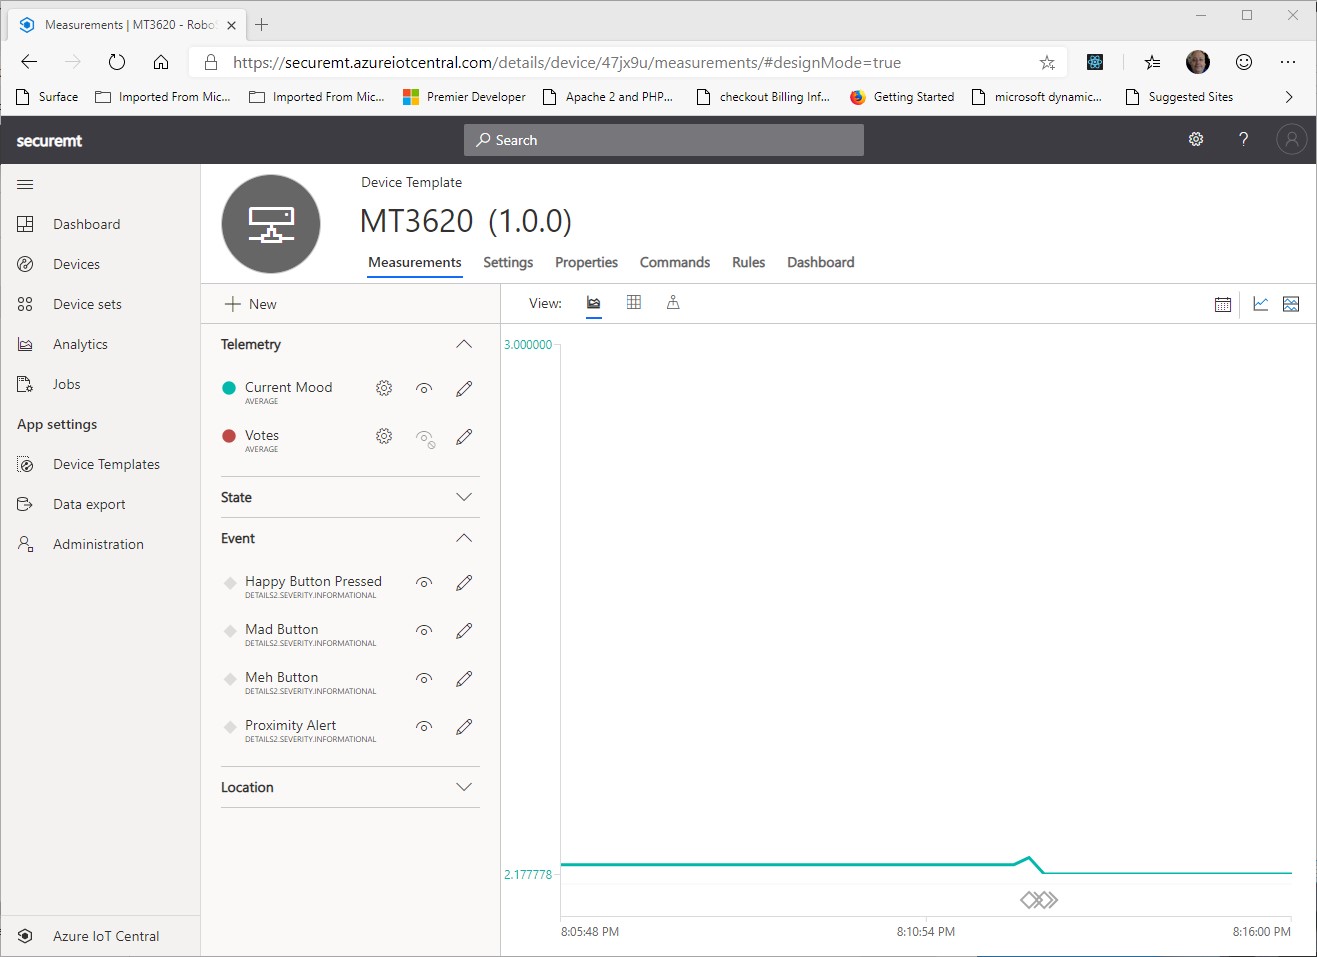 Measurements | MT3620 - Robo
https://securemt.azureiotcentral.com/details/device/47jx9u/measurements/#designMode=true
Surface
Imported From Mic...
Imported From Mic...
Premier Developer
Apache 2 and PHP...
checkout Billing Inf...
Getting Started
microsoft dynamic...
Suggested Sites
securemt
Search
?
Dashboard
Devices
Device sets
Analytics
Jobs
App settings
Device Templates
Data export
Administration
Azure IoT Central
Device Template
MT3620 (1.0.0)
Measurements Settings Properties Commands Rules Dashboard
New
Telemetry
Current Mood
AVERAGE
Votes
AVERAGE
State
Event
Happy Button Pressed
DETAILS2.SEVERITY.INFORMATIONAL
Mad Button
DETAILS2.SEVERITY.INFORMATIONAL
Meh Button
DETAILS2.SEVERITY.INFORMATIONAL
Proximity Alert
DETAILS2.SEVERITY.INFORMATIONAL
Location
View:
3.000000
2.177778
8:05:48 PM
8:10:54 PM
8:16:00 PM